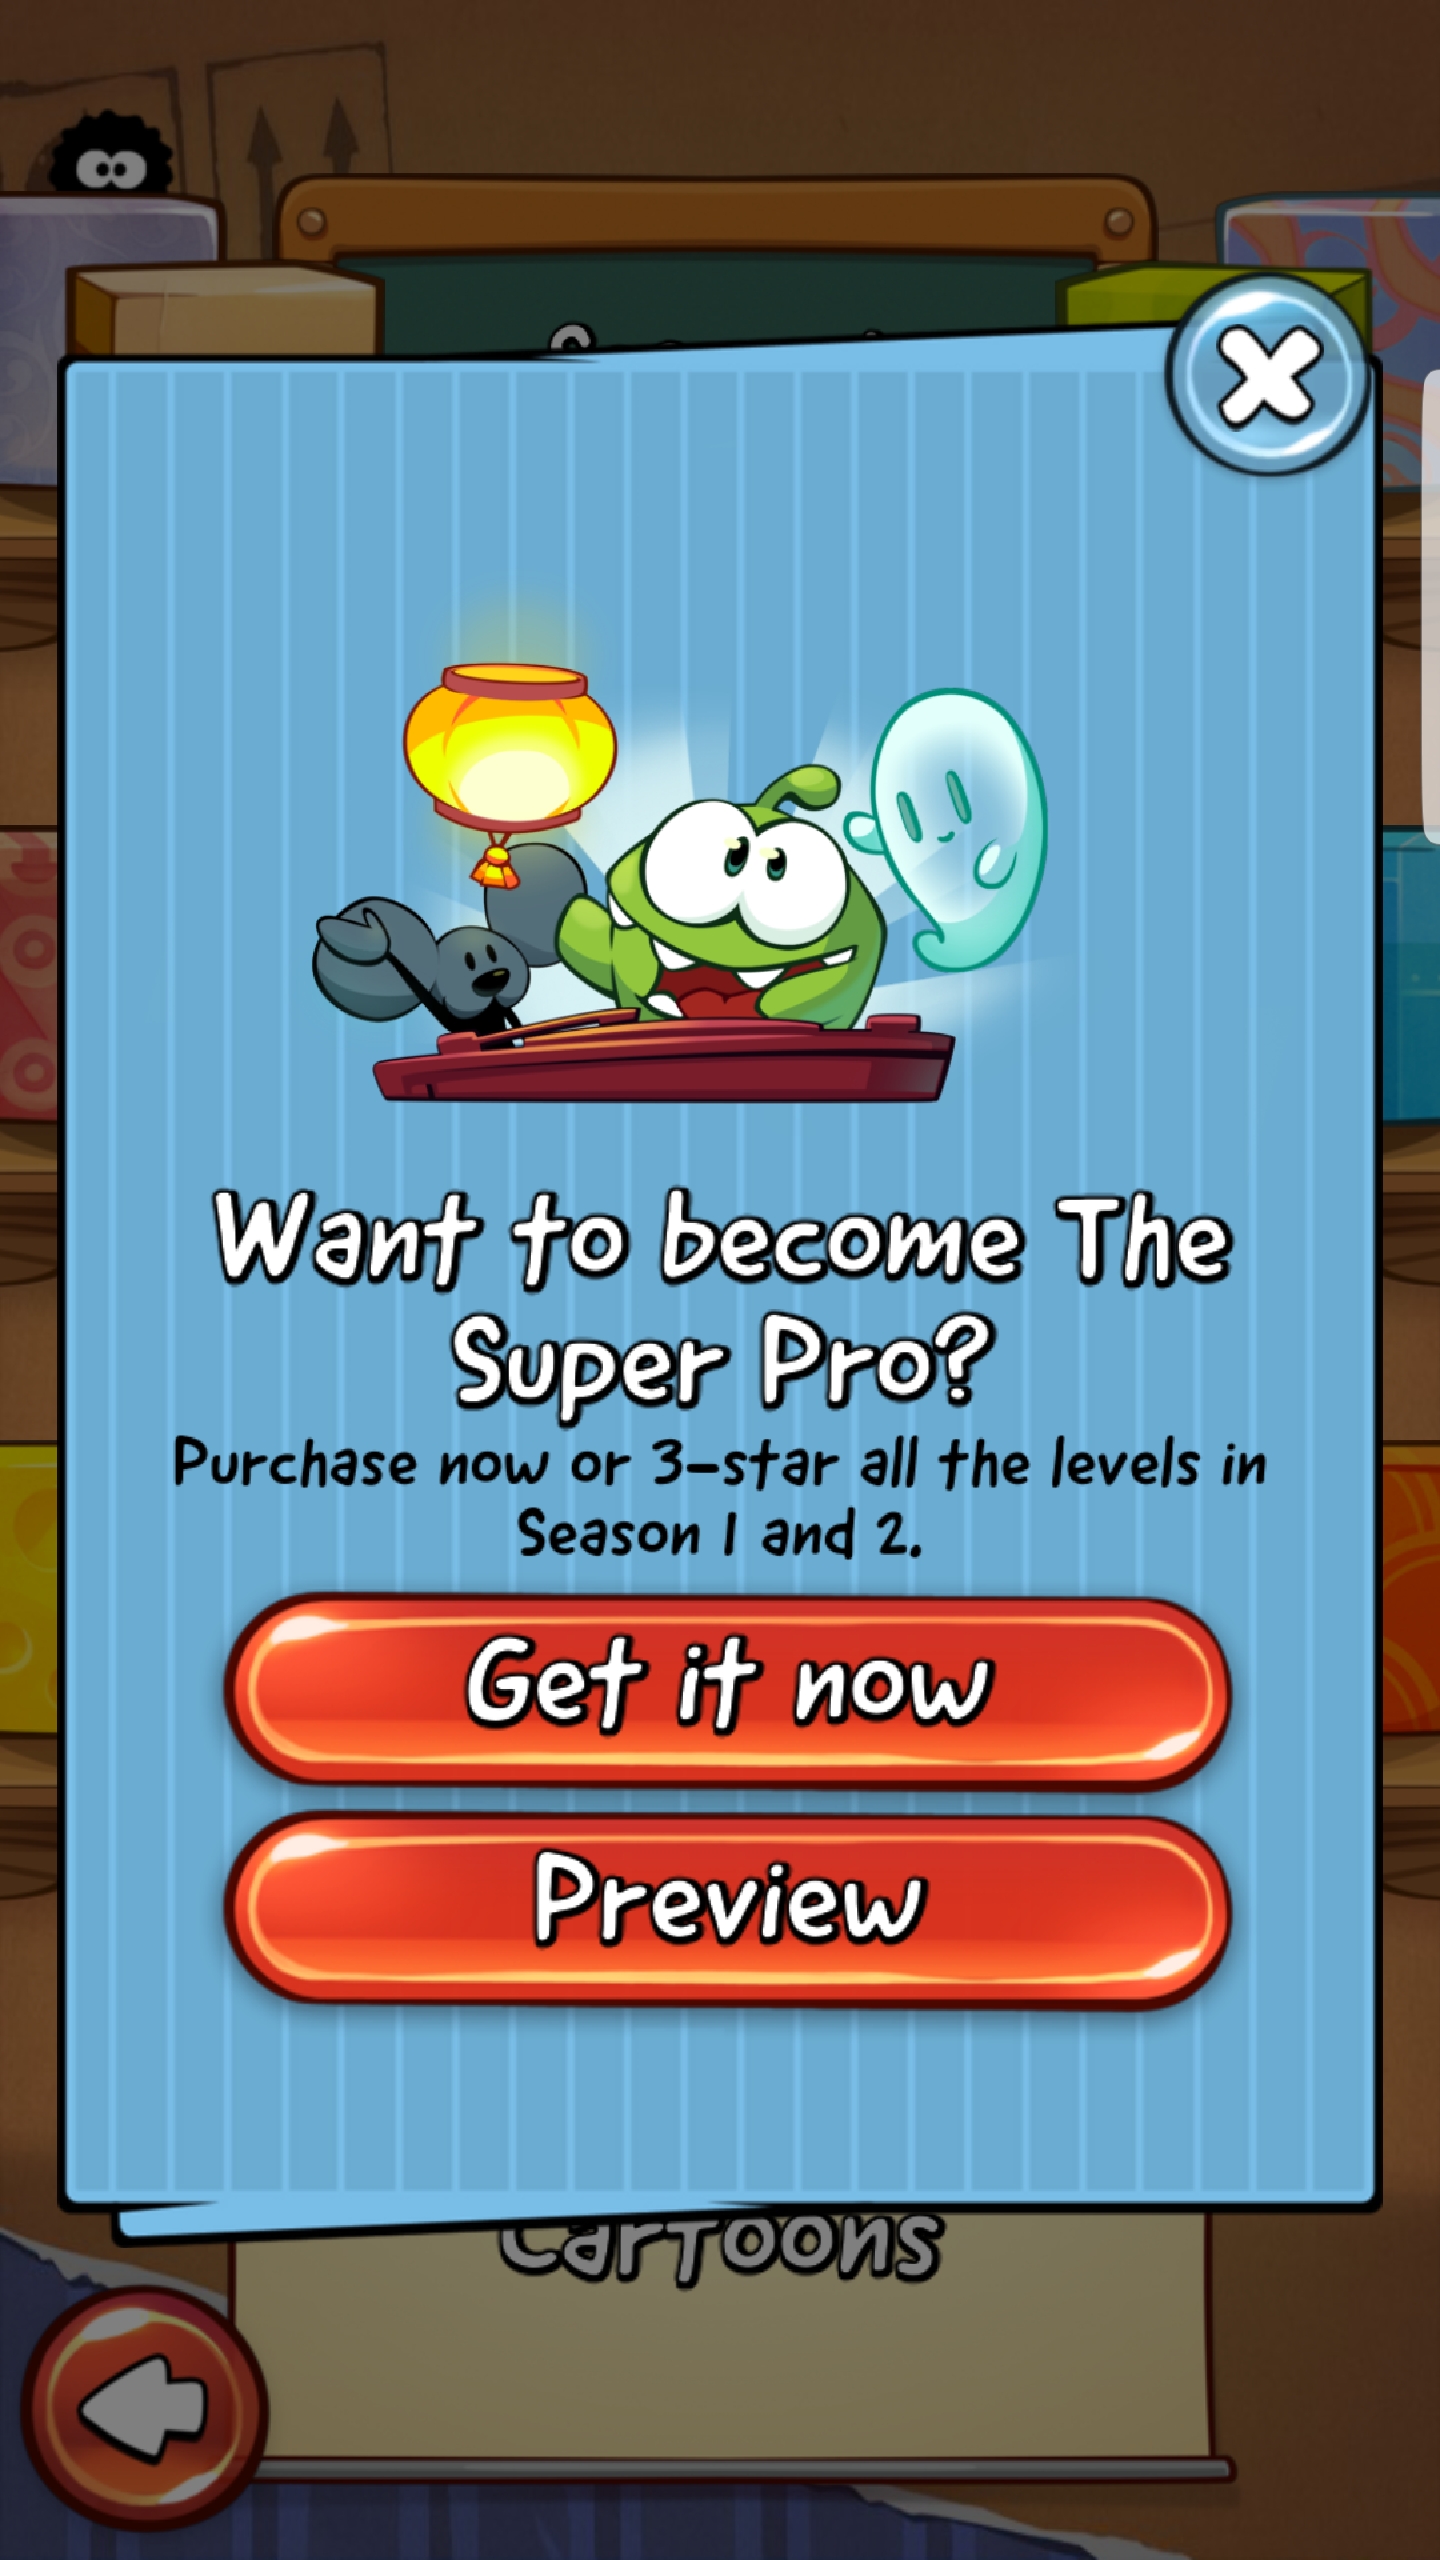 Want to become The
Super Pro?
Purchase now or 3-star all the levels in
Season 1 and 2.
Get it now
Preview
Cartoons